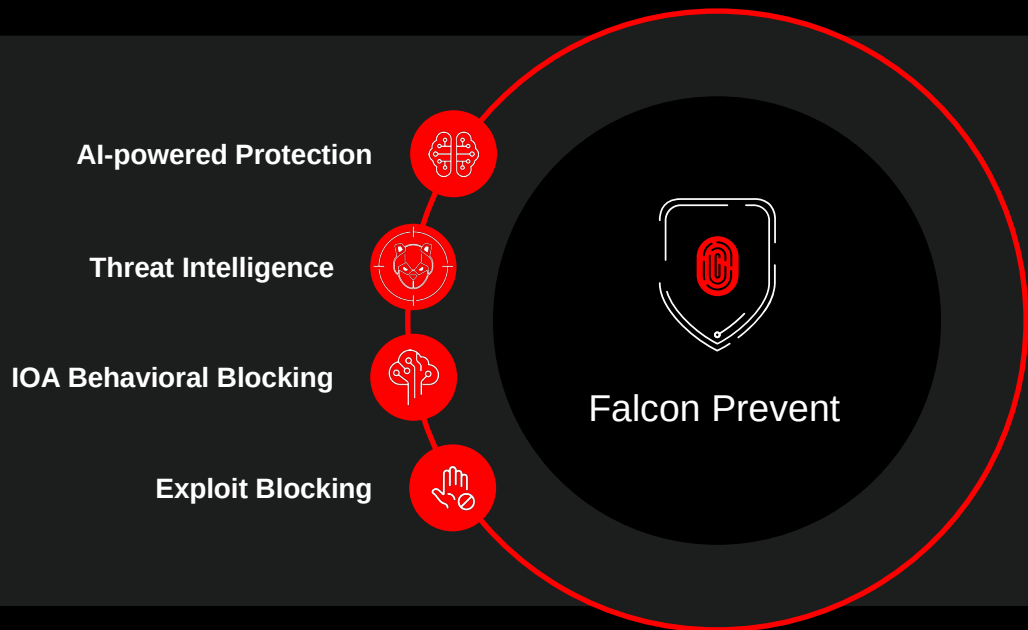 AI-powered Protection
Threat Intelligence
IOA Behavioral Blocking
Exploit Blocking
Falcon Prevent